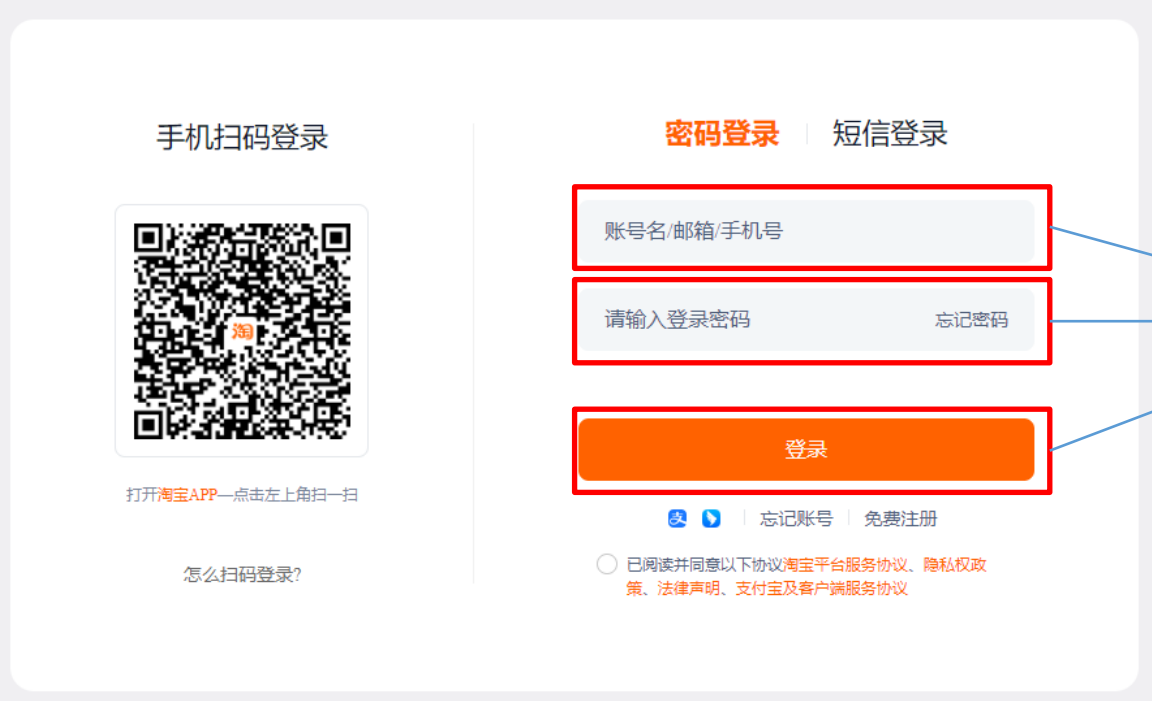 手机扫码登录
淘
打开淘宝APP—点击左上角扫一扫
怎么扫码登录?
密码登录 短信登录
账号名/邮箱/手机号
请输入登录密码 忘记密码
登录
支 忘记账号 免费注册
已阅读并同意以下协议淘宝平台服务协议、隐私权政
策、法律声明、支付宝及客户端服务协议